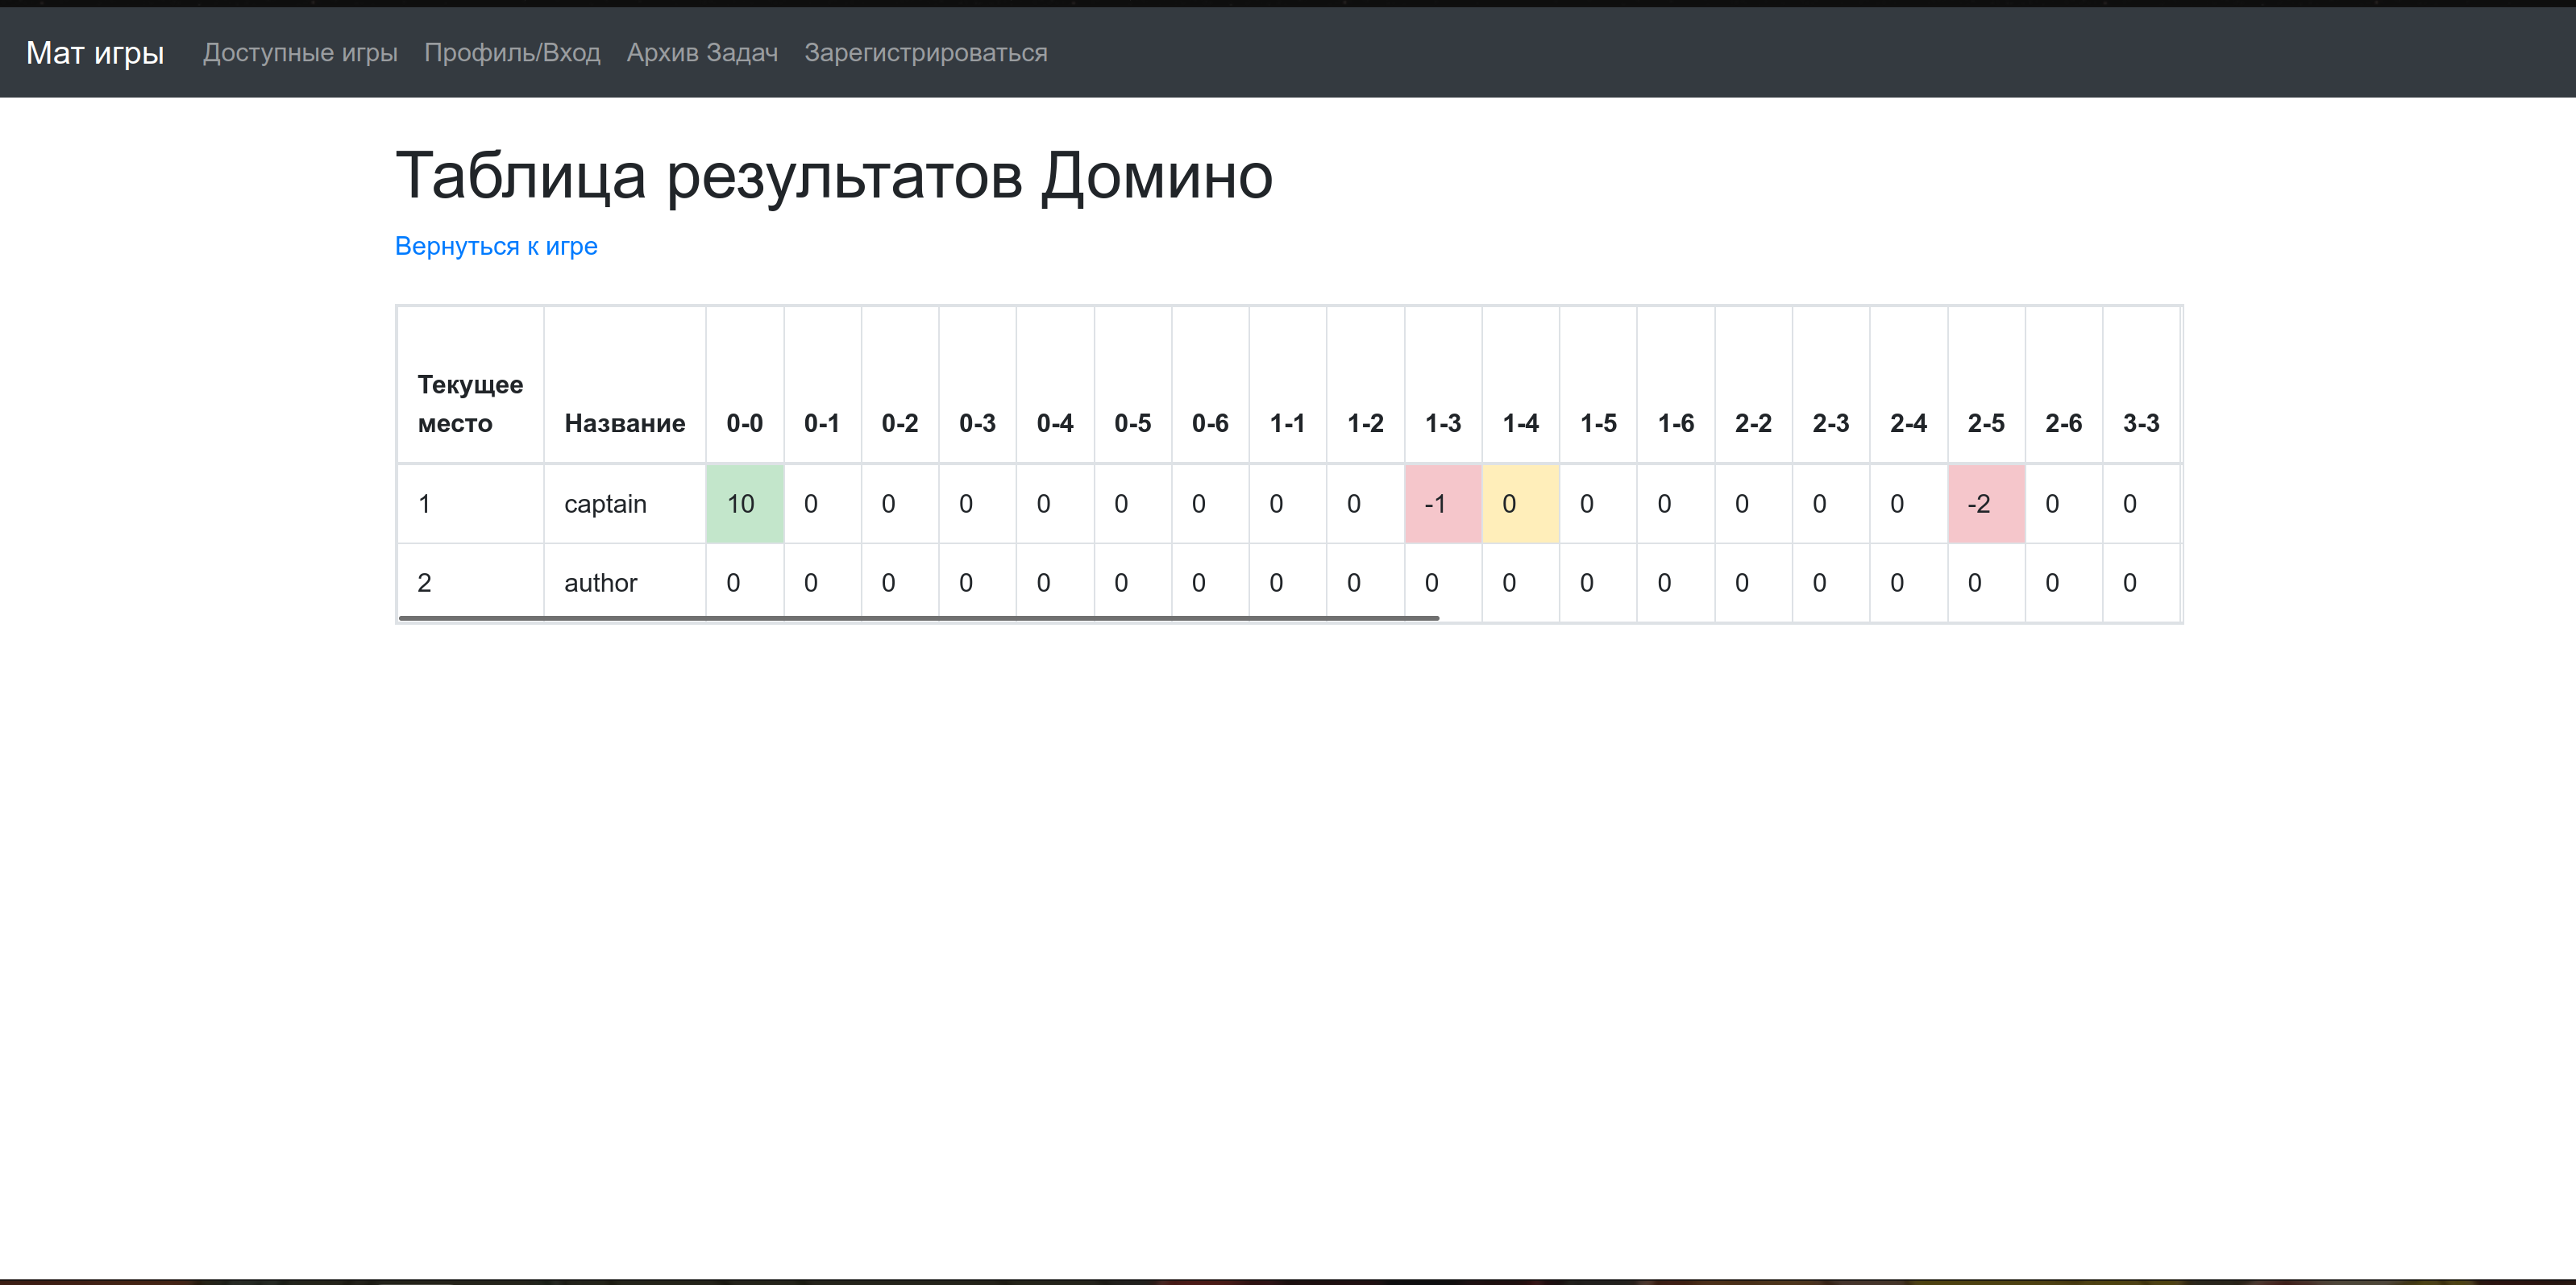 Мат игры Доступные игры Профиль/Вход Архив Задач Зарегистрироваться
Таблица результатов Домино
Вернуться к игре
Текущее место Название 0-0 0-1 0-2 0-3 0-4 0-5 0-6 1-1 1-2 1-3 1-4 1-5 1-6 2-2 2-3 2-4 2-5 2-6 3-3
1 captain 10 0 0 0 0 0 0 0 0 -1 0 0 0 0 0 0 -2 0 0
2 author 0 0 0 0 0 0 0 0 0 0 0 0 0 0 0 0 0 0 0